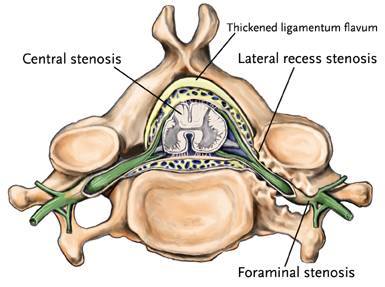 Thickened ligamentum flavum
Central stenosis
Lateral recess stenosis
Foraminal stenosis